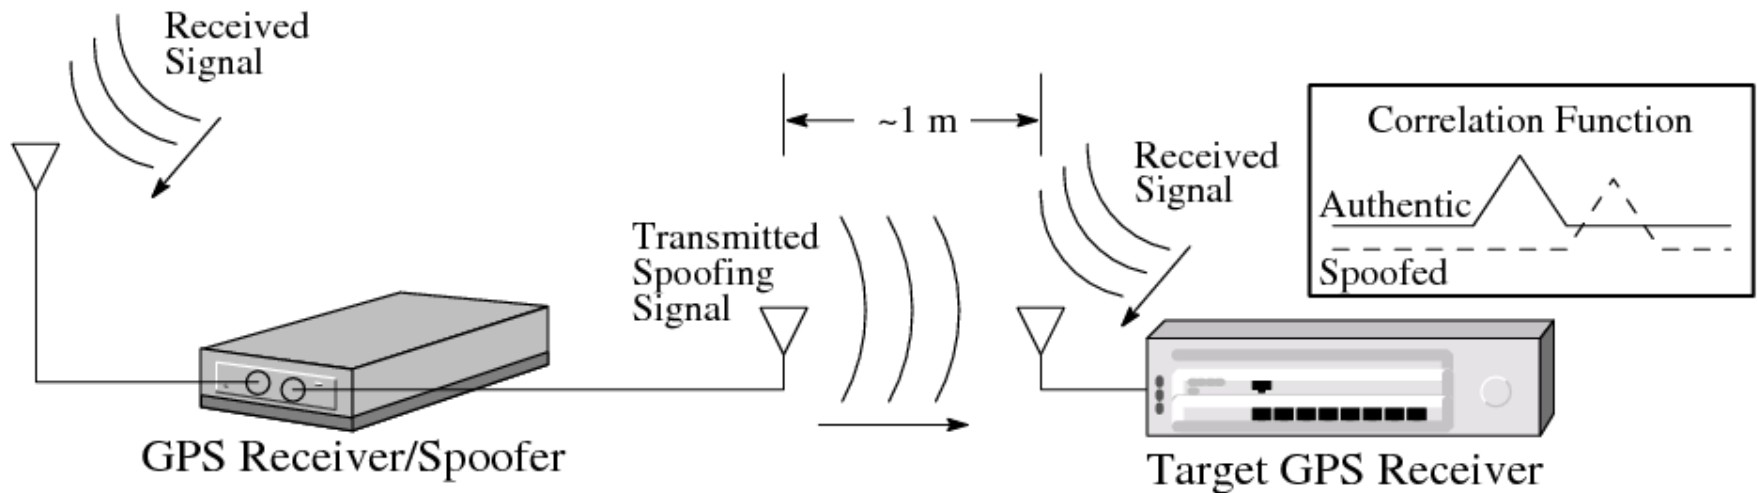 Received
Signal
~1 m
Received
Signal
Correlation Function
Authentic
Spoofed
Transmitted
Spoofing
Signal
GPS Receiver/Spoofer
Target GPS Receiver